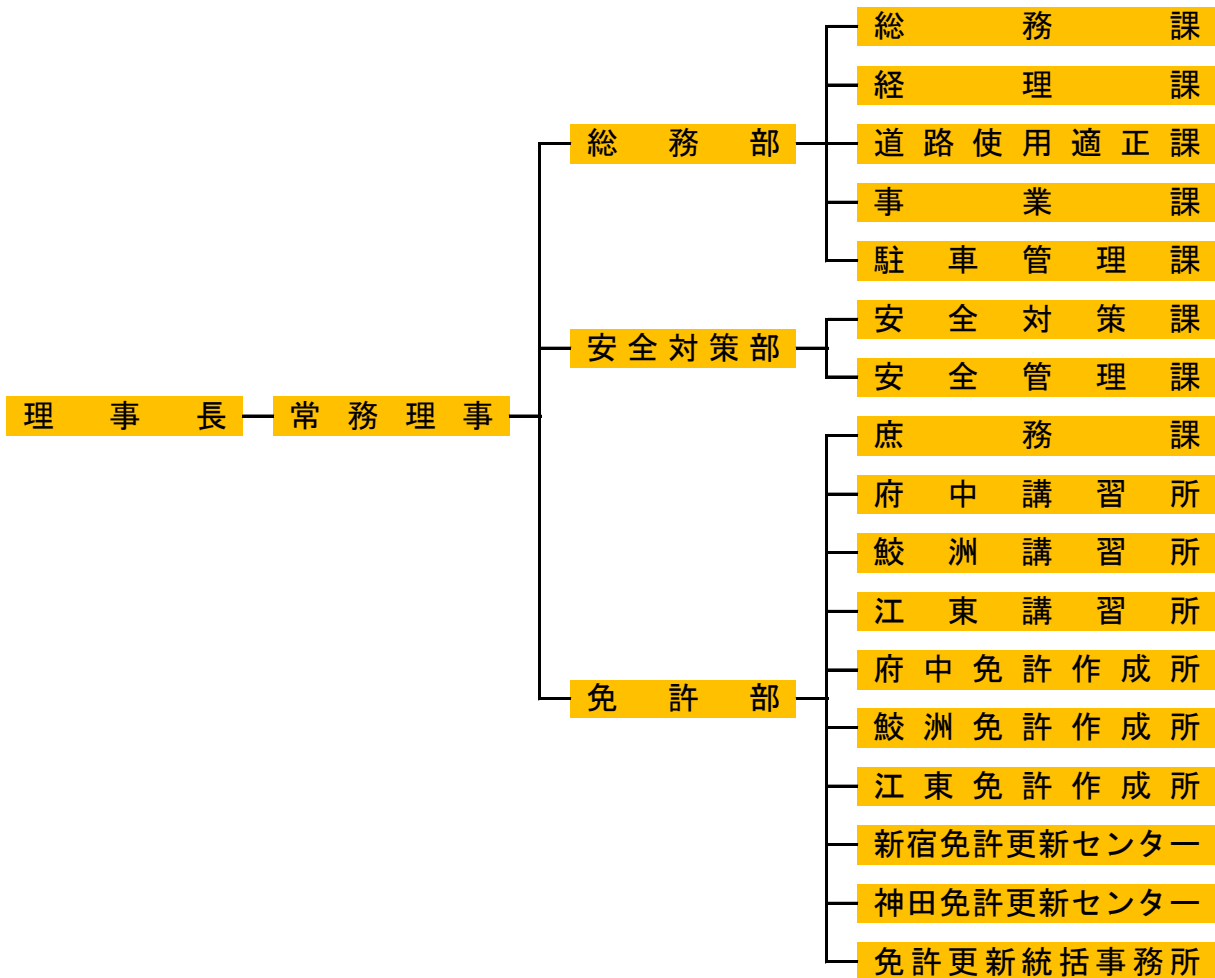 理事長
常務理事
総務部
総務課
経理課
道路使用適正課
事業課
駐車管理課
安全対策部
安全対策課
安全管理課
免許部
庶務課
府中講習所
鮫洲講習所
江東講習所
府中免許作成所
鮫洲免許作成所
江東免許作成所
新宿免許更新センター
神田免許更新センター
免許更新統括事務所